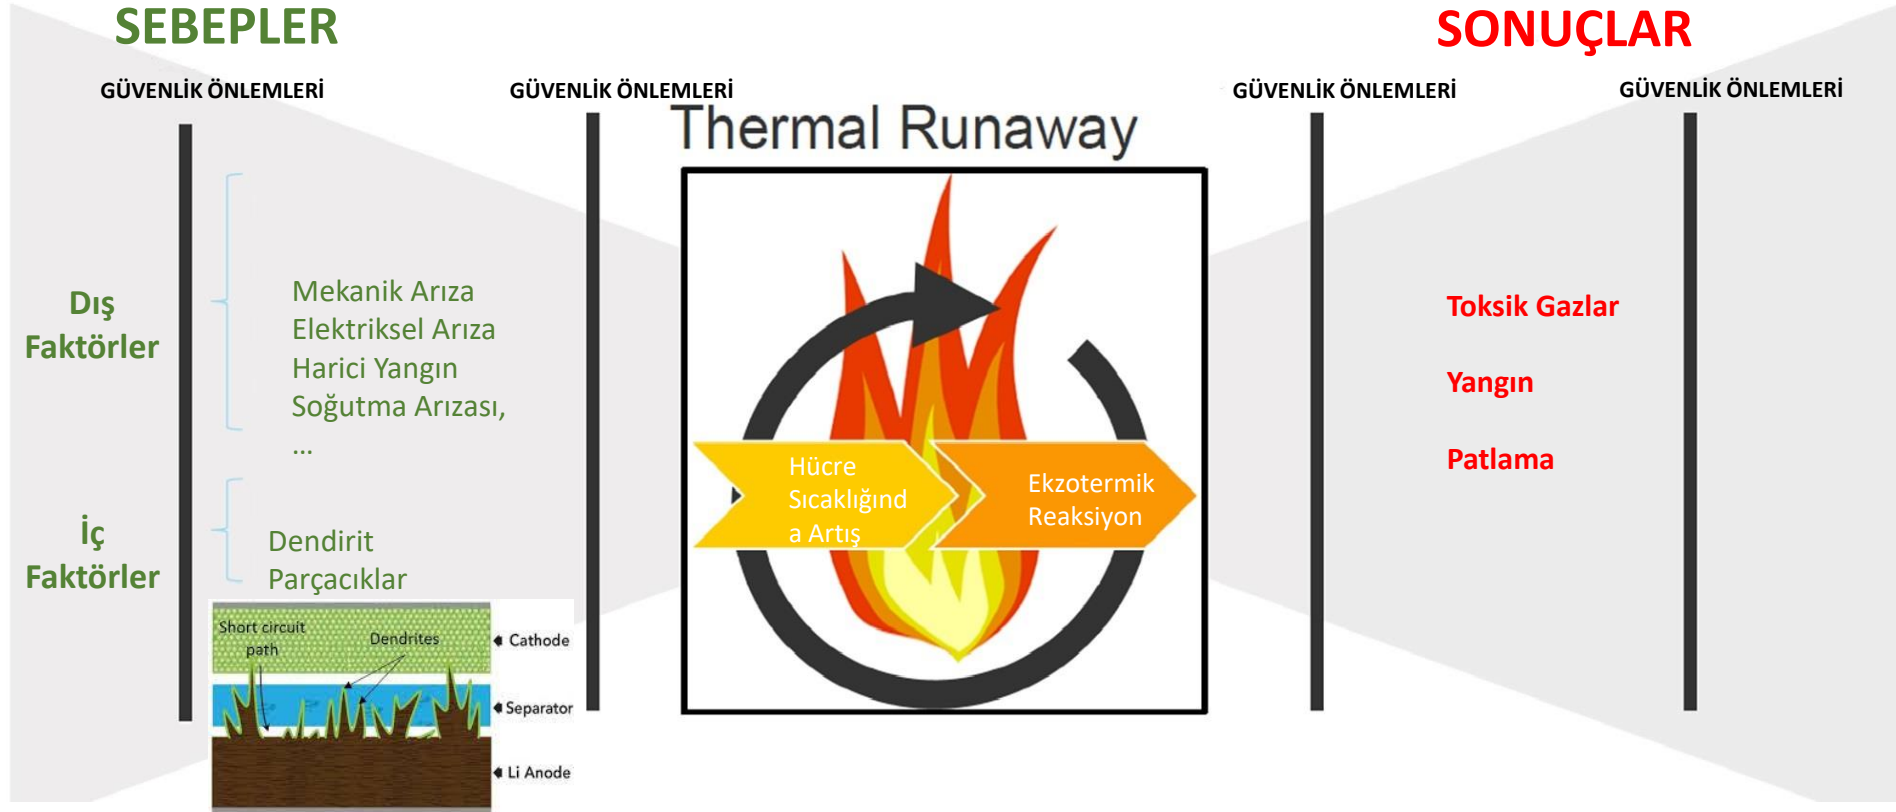 SEBEPLER
SONUÇLAR
GÜVENLİK ÖNLEMLERİ
GÜVENLİK ÖNLEMLERİ
GÜVENLİK ÖNLEMLERİ
GÜVENLİK ÖNLEMLERİ
Thermal Runaway
Dış
Faktörler
Mekanik Arıza
Elektriksel Arıza
Harici Yangın
Soğutma Arızası,
...
İç
Faktörler
Dendirit
Parçacıklar
Short circuit
path
Dendrites
Cathode
Separator
Li Anode
Hücre
Sıcaklığınd
a Artış
Ekzotermik
Reaksiyon
Toksik Gazlar
Yangın
Patlama